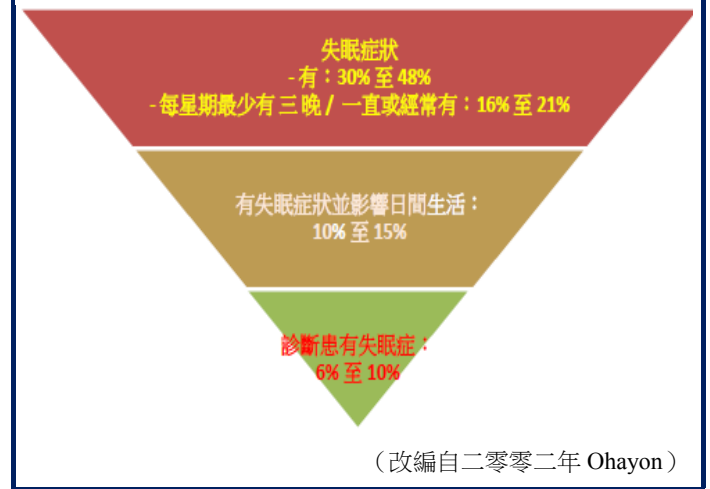 失眠症狀
- 有：30% 至 48%
- 每星期最少有 三 晚 / 一直或經常有：16% 至 21%
有失眠症狀並影響日間生活：
10% 至 15%
診斷患有失眠症：
6% 至 10%
（改編自二零零二年 Ohayon）